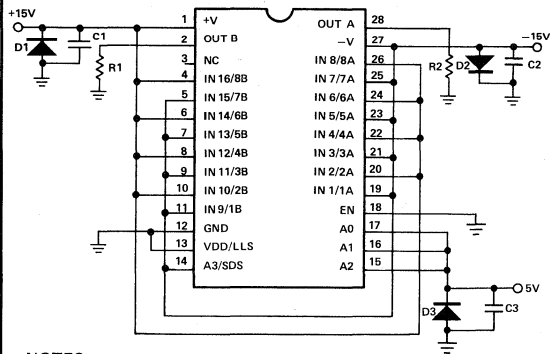 +15V
D1
C1
R1
1 +V
2 OUT B
3 NC
4 IN 16/8B
5 IN 15/7B
6 IN 14/6B
7 IN 13/5B
8 IN 12/4B
9 IN 11/3B
10 IN 10/2B
11 IN 9/1B
12 GND
13 VDD/LLS
14 A3/SDS
OUT A 28
–V 27
IN 8/8A 26
IN 7/7A 25
IN 6/6A 24
IN 5/5A 23
IN 4/4A 22
IN 3/3A 21
IN 2/2A 20
IN 1/1A 19
EN 18
A0 17
A1 16
A2 15
–15V
R2
D2
C2
5V
D3
C3